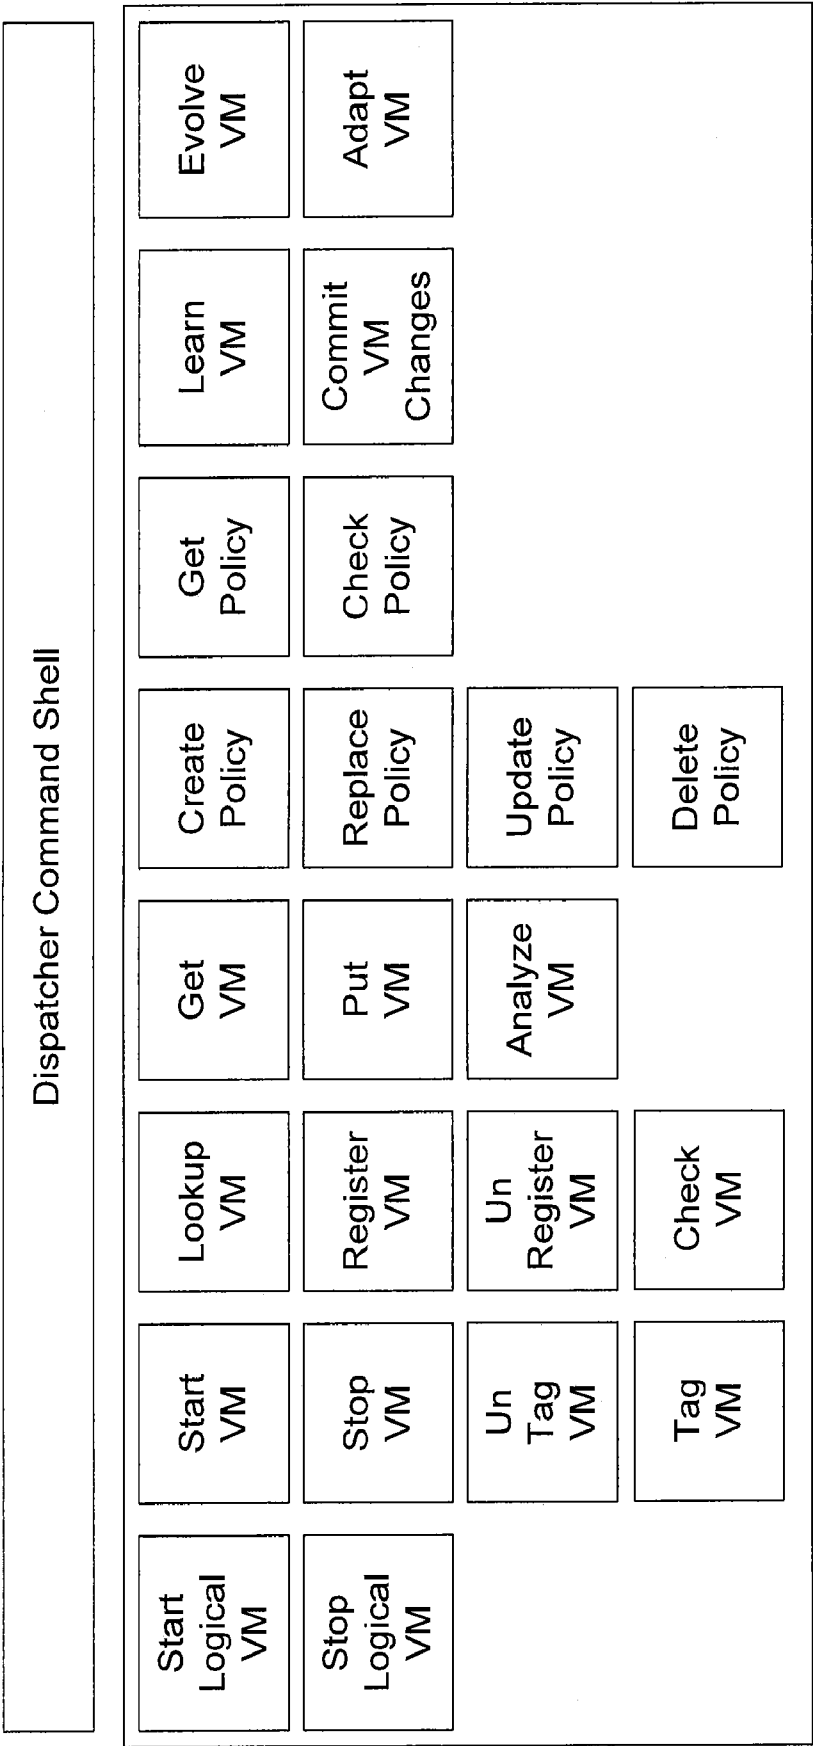 Dispatcher Command Shell
Start
Logical
VM
Start
VM
Lookup
VM
Get
VM
Create
Policy
Get
Policy
Learn
VM
Evolve
VM
Stop
Logical
VM
Stop
VM
Register
VM
Put
VM
Replace
Policy
Check
Policy
Commit
VM
Changes
Adapt
VM
Un
Tag
VM
Un
Register
VM
Analyze
VM
Update
Policy
Tag
VM
Check
VM
Delete
Policy